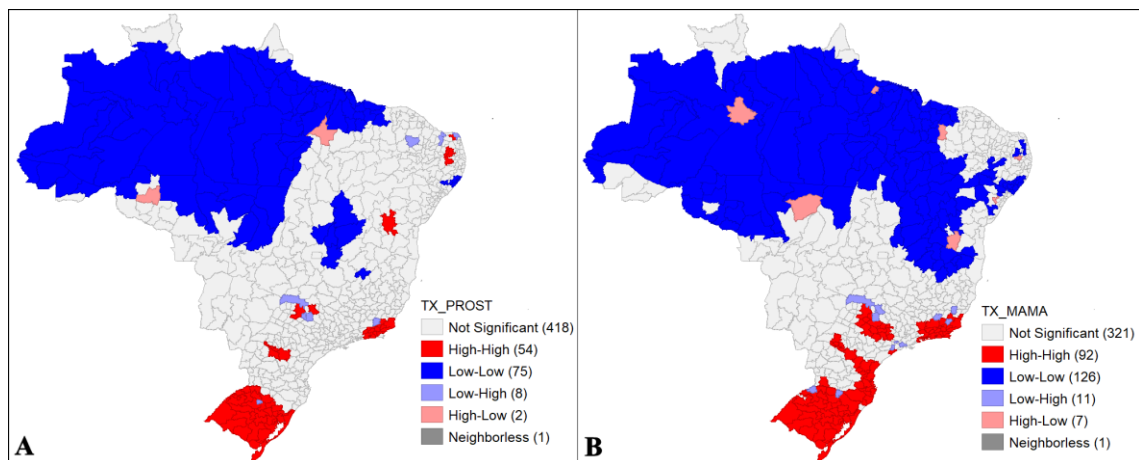 TX_PROST
Not Significant (418)
High-High (54)
Low-Low (75)
Low-High (8)
High-Low (2)
Neighborless (1)
A
TX_MAMA
Not Significant (321)
High-High (92)
Low-Low (126)
Low-High (11)
High-Low (7)
Neighborless (1)
B